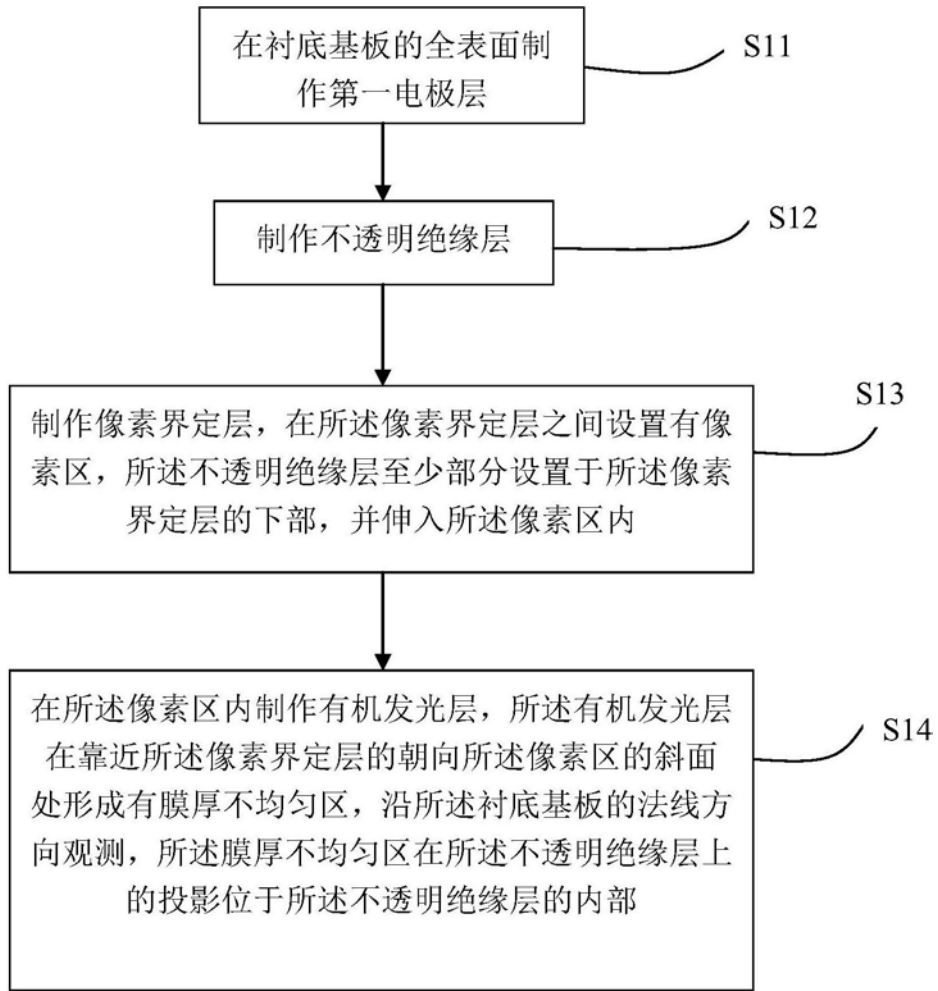 在衬底基板的全表面制
作第一电极层
S11
制作不透明绝缘层
S12
制作像素界定层，在所述像素界定层之间设置有像
素区，所述不透明绝缘层至少部分设置于所述像素
界定层的下部，并伸入所述像素区内
S13
在所述像素区内制作有机发光层，所述有机发光层
在靠近所述像素界定层的朝向所述像素区的斜面
处形成有膜厚不均匀区，沿所述衬底基板的法线方
向观测，所述膜厚不均匀区在所述不透明绝缘层上
的投影位于所述不透明绝缘层的内部
S14